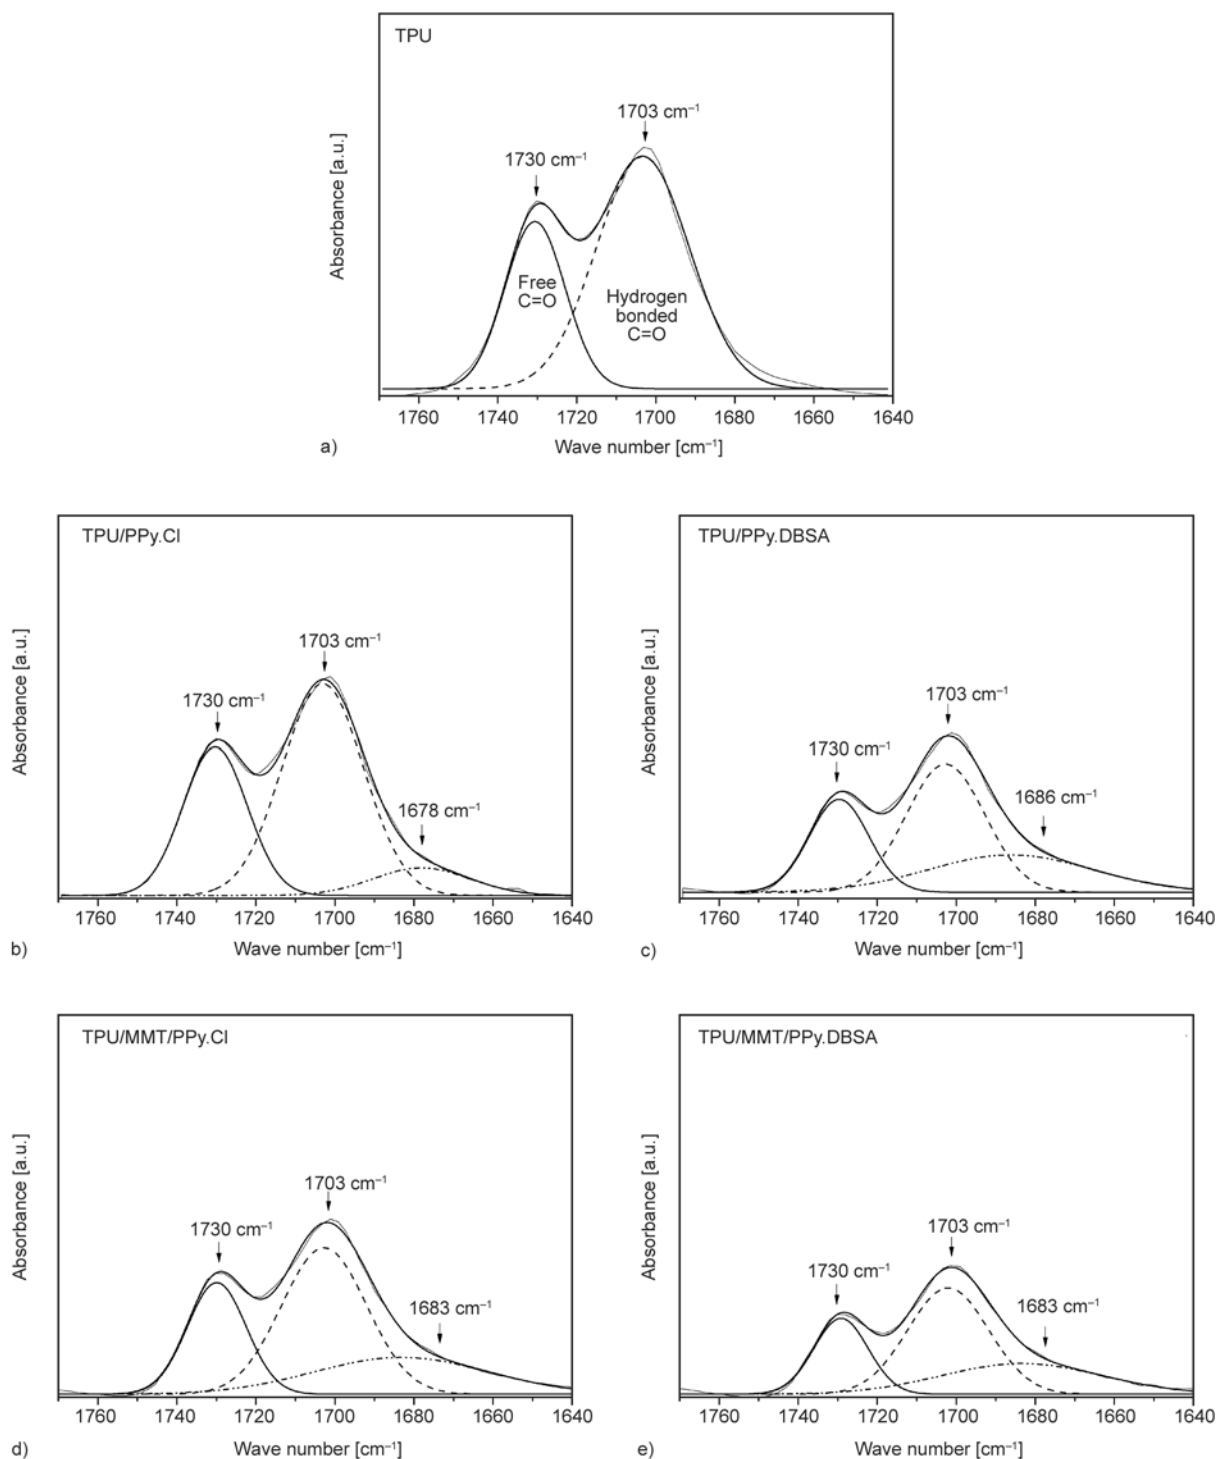 TPU
1703 cm⁻¹
1730 cm⁻¹
Absorbance [a.u.]
Free
C=O
Hydrogen
bonded
C=O
1760 1740 1720 1700 1680 1660 1640
Wave number [cm⁻¹]
a)
TPU/PPy.Cl
1703 cm⁻¹
1730 cm⁻¹
1678 cm⁻¹
Absorbance [a.u.]
1760 1740 1720 1700 1680 1660 1640
Wave number [cm⁻¹]
b)
TPU/PPy.DBSA
1703 cm⁻¹
1730 cm⁻¹
1686 cm⁻¹
Absorbance [a.u.]
1760 1740 1720 1700 1680 1660 1640
Wave number [cm⁻¹]
c)
TPU/MMT/PPy.Cl
1703 cm⁻¹
1730 cm⁻¹
1683 cm⁻¹
Absorbance [a.u.]
1760 1740 1720 1700 1680 1660 1640
Wave number [cm⁻¹]
d)
TPU/MMT/PPy.DBSA
1703 cm⁻¹
1730 cm⁻¹
1683 cm⁻¹
Absorbance [a.u.]
1760 1740 1720 1700 1680 1660 1640
Wave number [cm⁻¹]
e)